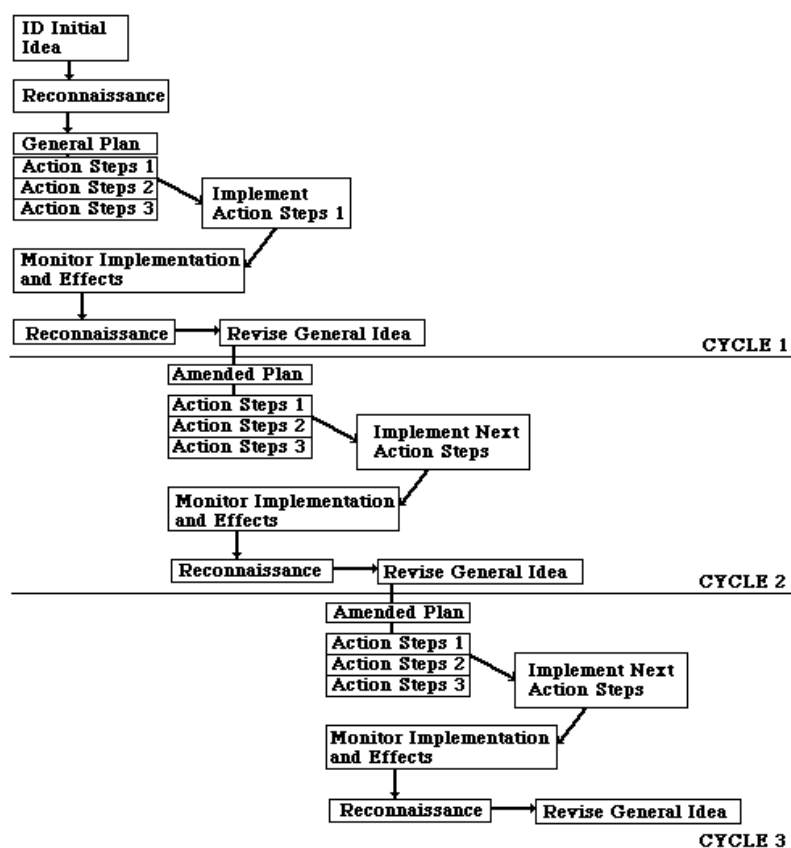 ID Initial
Idea
Reconnaissance
General Plan
Action Steps 1
Action Steps 2
Action Steps 3
Implement
Action Steps 1
Monitor Implementation
and Effects
Reconnaissance
Revise General Idea
CYCLE 1
Amended Plan
Action Steps 1
Action Steps 2
Action Steps 3
Implement Next
Action Steps
Monitor Implementation
and Effects
Reconnaissance
Revise General Idea
CYCLE 2
Amended Plan
Action Steps 1
Action Steps 2
Action Steps 3
Implement Next
Action Steps
Monitor Implementation
and Effects
Reconnaissance
Revise General Idea
CYCLE 3